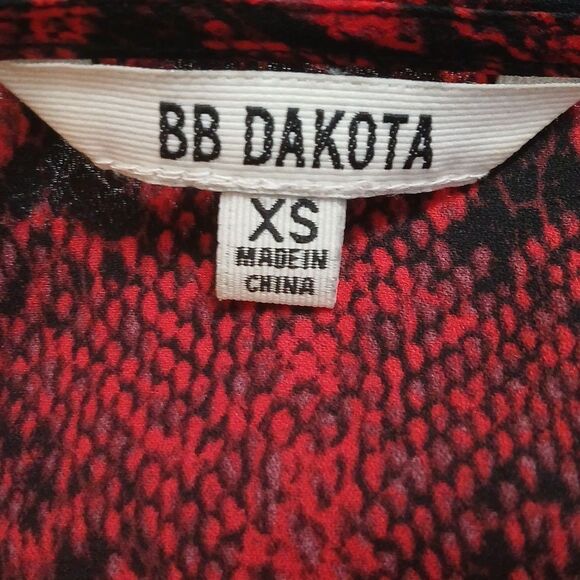 BB DAKOTA
XS
MADE IN
CHINA